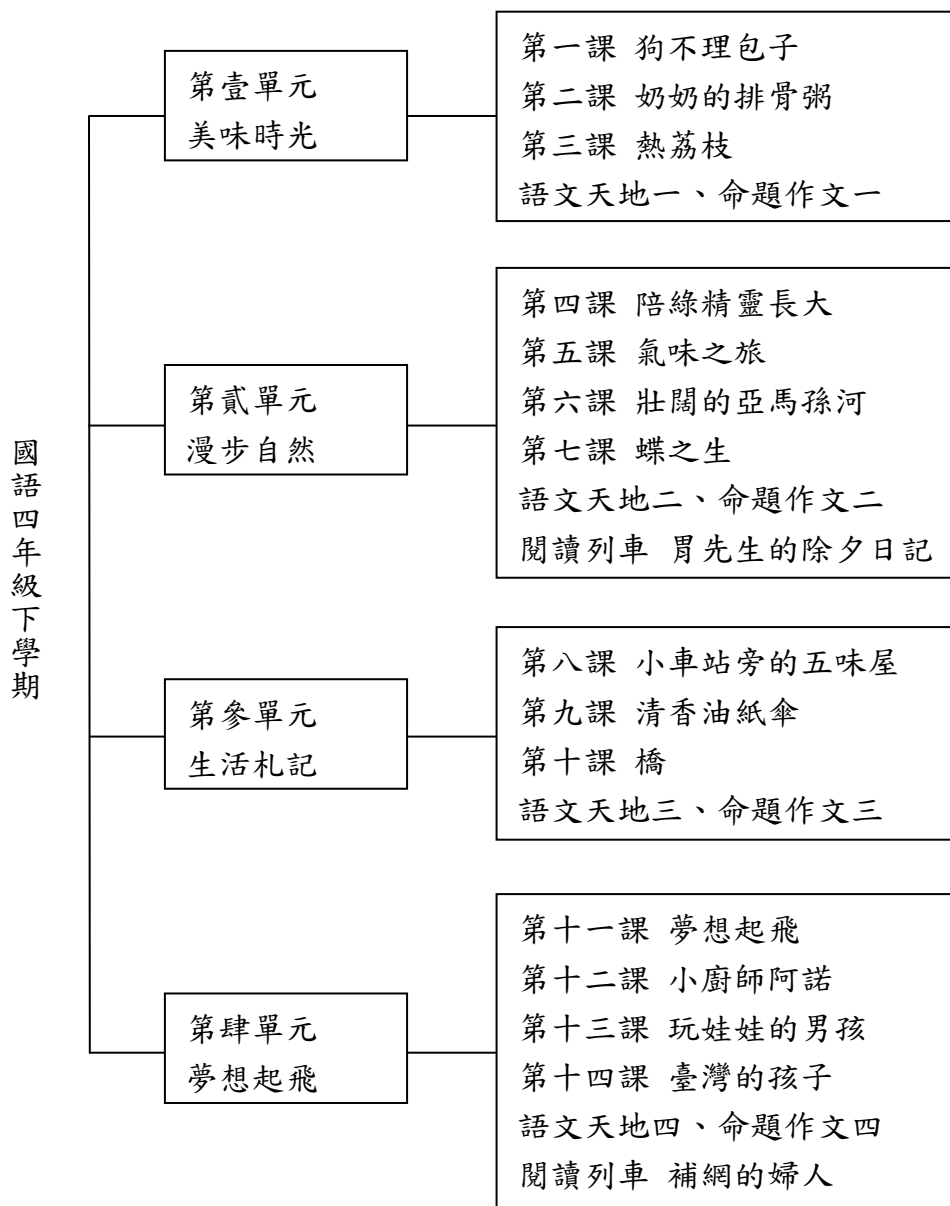 國語四年級下學期
第壹單元
美味時光
第一課 狗不理包子
第二課 奶奶的排骨粥
第三課 熱荔枝
語文天地一、命題作文一
第貳單元
漫步自然
第四課 陪綠精靈長大
第五課 氣味之旅
第六課 壯闊的亞馬孫河
第七課 蝶之生
語文天地二、命題作文二
閱讀列車 胃先生的除夕日記
第參單元
生活札記
第八課 小車站旁的五味屋
第九課 清香油紙傘
第十課 橋
語文天地三、命題作文三
第肆單元
夢想起飛
第十一課 夢想起飛
第十二課 小廚師阿諾
第十三課 玩娃娃的男孩
第十四課 臺灣的孩子
語文天地四、命題作文四
閱讀列車 補網的婦人